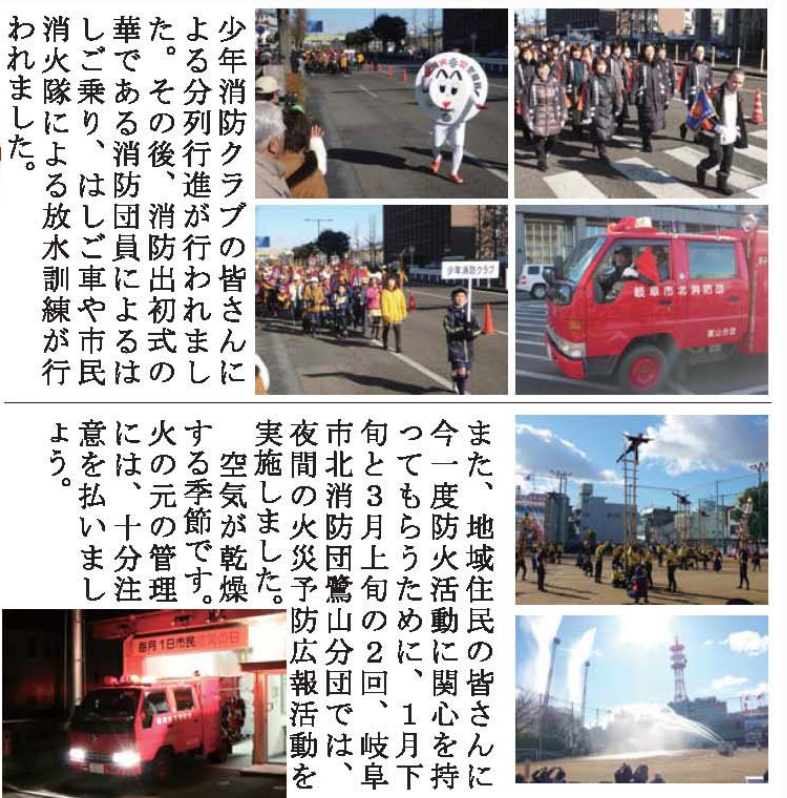 少年消防クラブの皆さんに
よる分列行進が行われまし
た。その後、消防出初式の
華である消防団員によるは
しご乗り、はしご車や市民
消火隊による放水訓練が行
われました。
少年消防クラブ
岐阜市北消防団
鷺山分団
また、地域住民の皆さんに
今一度防火活動に関心を持
ってもらうために、1月下
旬と3月上旬の2回、岐阜
市北消防団鷺山分団では、
夜間の火災予防広報活動を
実施しました。
空気が乾燥
する季節です。
火の元の管理
には、十分注
意を払いまし
ょう。
毎月1日市民防災の日